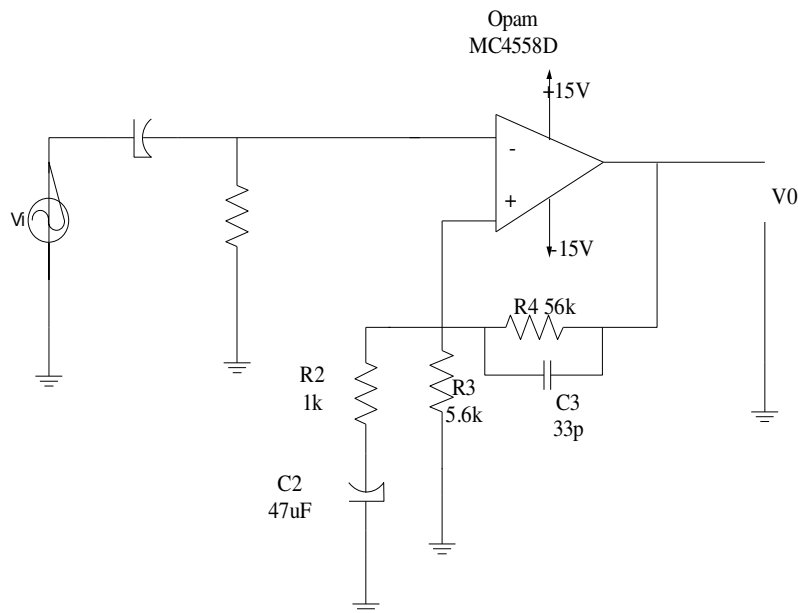 Opam
MC4558D
+15V
-
Vi
+
V0
-15V
R4 56k
R2
1k
R3
5.6k
C3
33p
C2
47uF